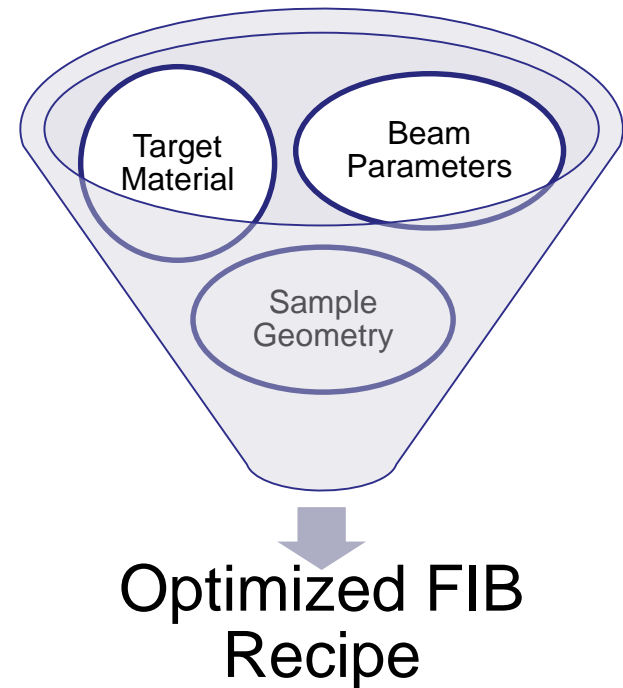 Target
Material
Beam
Parameters
Sample
Geometry
Optimized FIB
Recipe